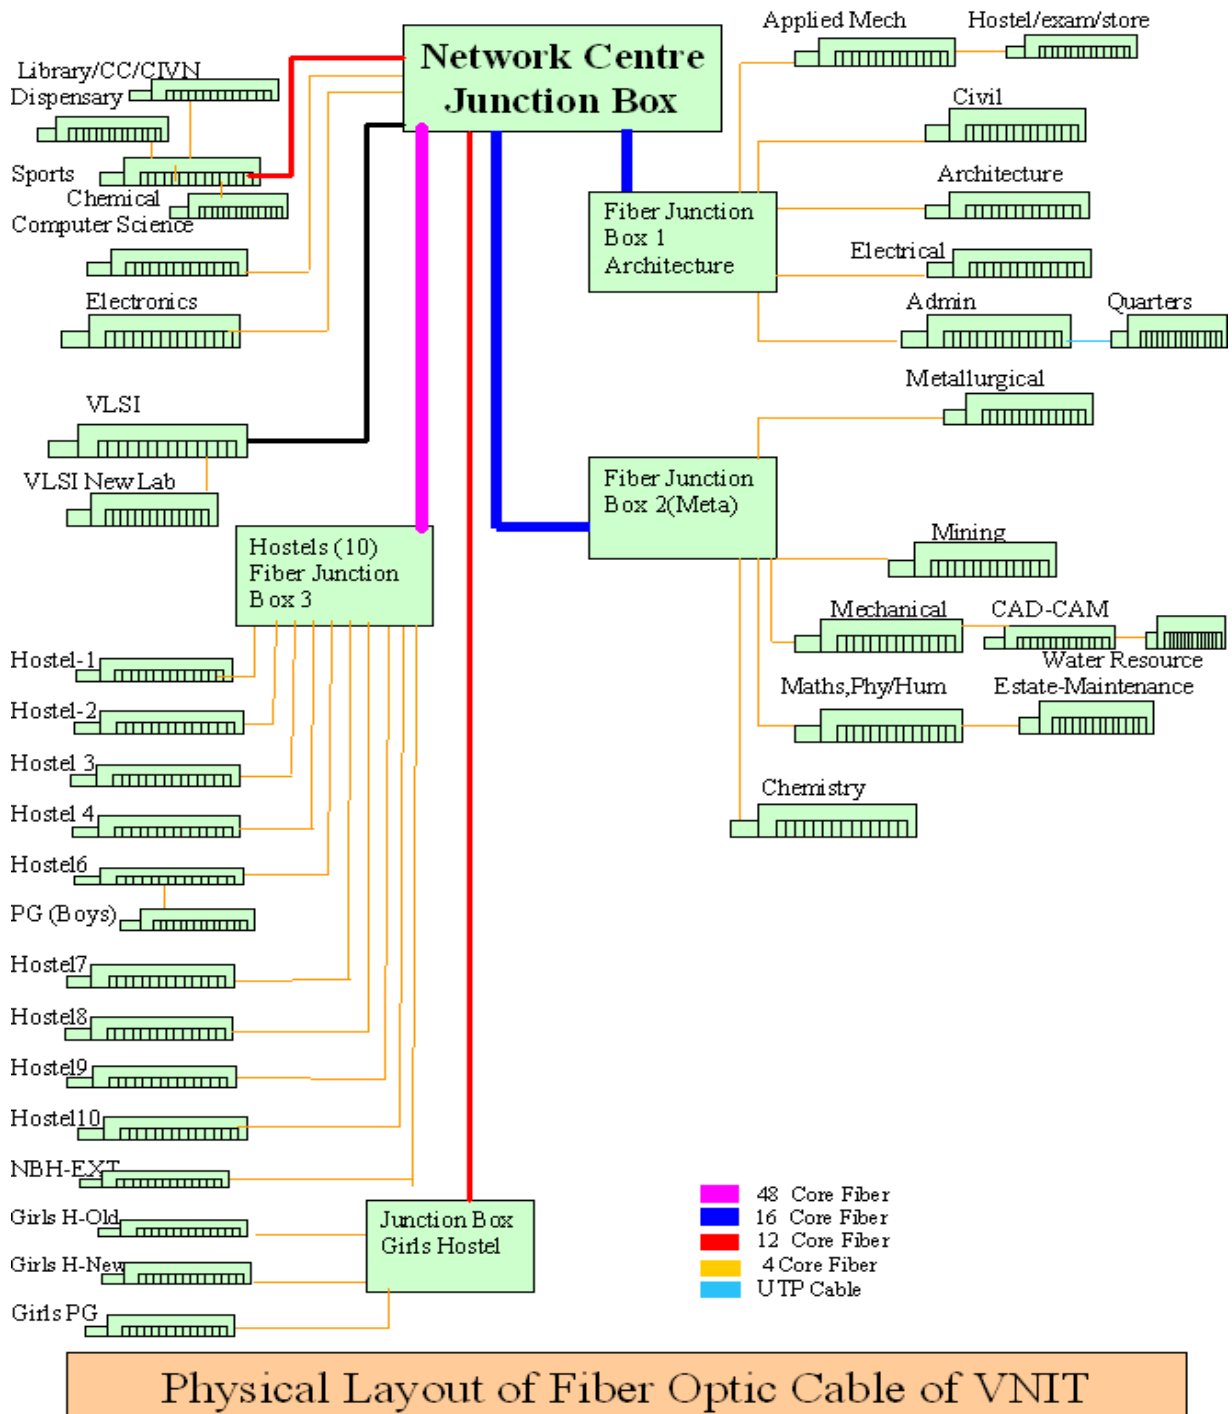 Network Centre
Junction Box
Applied Mech
Hostel/exam/store
Library/CC/CIVN
Dispensary
Sports
Chemical
Computer Science
Electronics
VLSI
VLSI New Lab
Civil
Architecture
Electrical
Admin
Quarters
Fiber Junction
Box 1
Architecture
Metallurgical
Fiber Junction
Box 2(Meta)
Mining
Mechanical
CAD-CAM
Water Resource
Maths,Phy/Hum
Estate-Maintenance
Chemistry
Hostels (10)
Fiber Junction
Box 3
Hostel-1
Hostel-2
Hostel 3
Hostel 4
Hostel6
PG (Boys)
Hostel7
Hostel8
Hostel9
Hostel10
NBH-EXT
Girls H-Old
Girls H-New
Girls PG
Junction Box
Girls Hostel
48 Core Fiber
16 Core Fiber
12 Core Fiber
4 Core Fiber
UTP Cable
Physical Layout of Fiber Optic Cable of VNIT